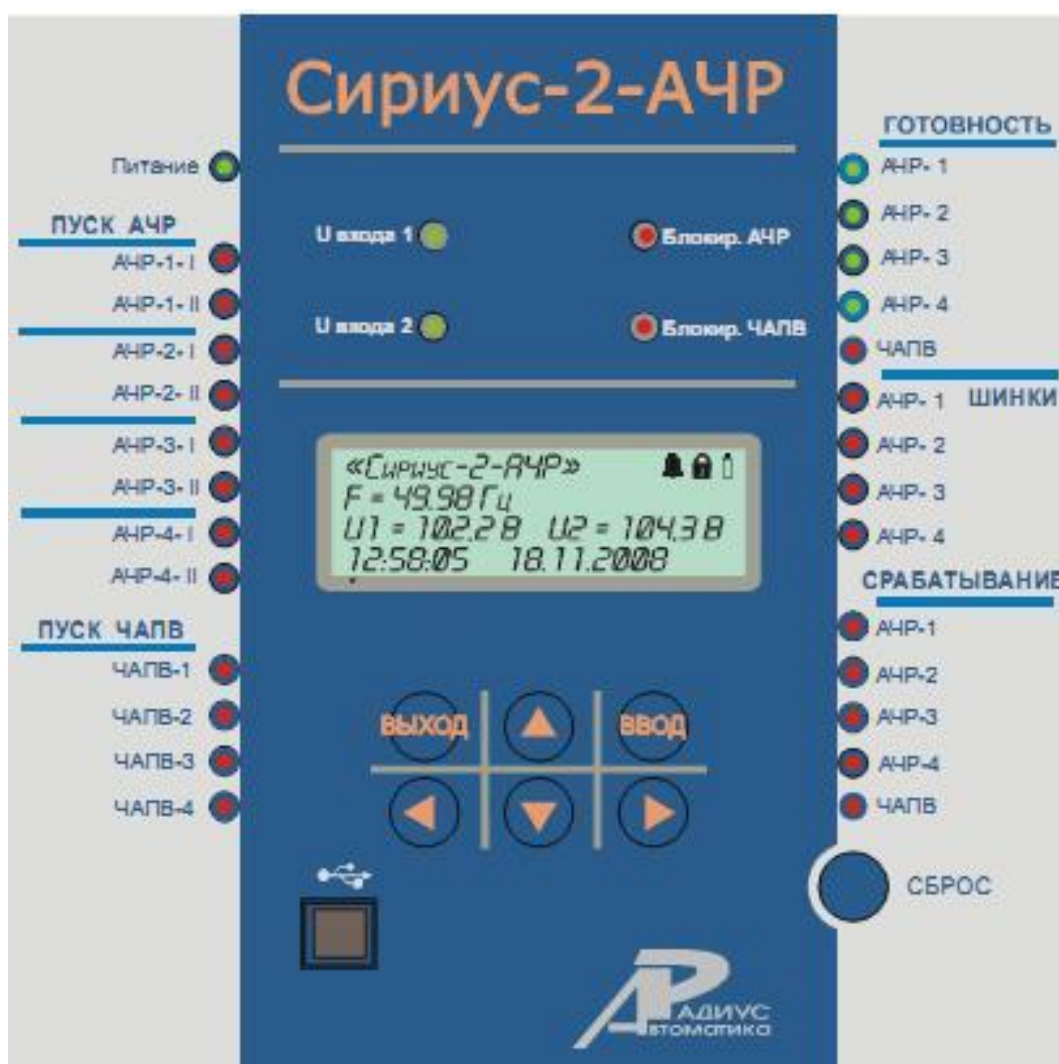 Сириус-2-АЧР
Питание
ПУСК АЧР
АЧР-1- I
АЧР-1- II
АЧР-2- I
АЧР-2- II
АЧР-3- I
АЧР-3- II
АЧР-4- I
АЧР-4- II
ПУСК ЧАПВ
ЧАПВ-1
ЧАПВ-2
ЧАПВ-3
ЧАПВ-4
U входа 1
Блокир. АЧР
U входа 2
Блокир. ЧАПВ
«Сириус-2-АЧР»
F = 49.98 Гц
U1 = 102.2 В U2 = 104.3 В
12:58:05 18.11.2008
ВЫХОД
ВВОД
ГОТОВНОСТЬ
АЧР- 1
АЧР- 2
АЧР- 3
АЧР- 4
ЧАПВ
ШИНКИ
АЧР- 1
АЧР- 2
АЧР- 3
АЧР- 4
СРАБАТЫВАНИЕ
АЧР-1
АЧР-2
АЧР-3
АЧР-4
ЧАПВ
СБРОС
РАДИУС
Автоматика